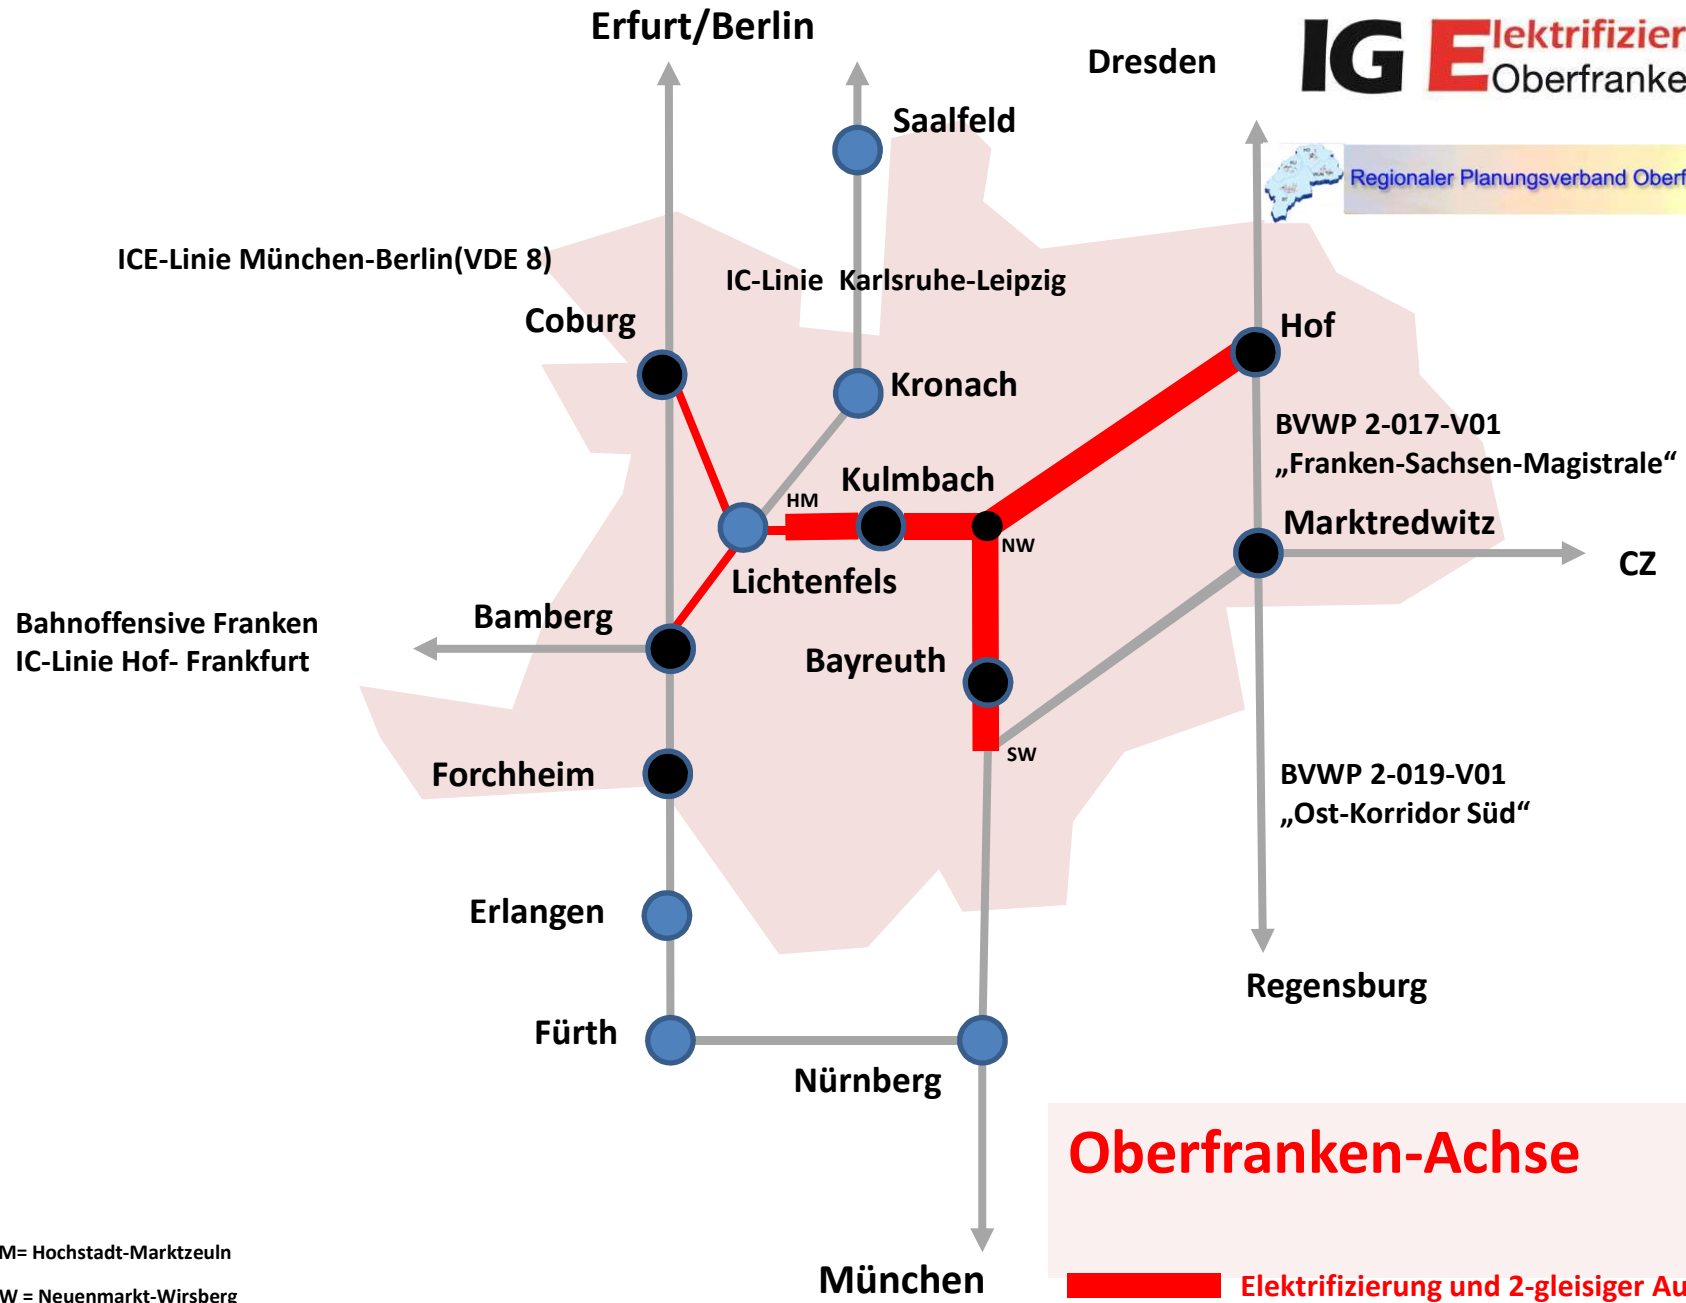 Erfurt/Berlin
Dresden
IG Elektrifizier
Oberfranke
Saalfeld
Regionaler Planungsverband Oberf
ICE-Linie München-Berlin(VDE 8)
IC-Linie Karlsruhe-Leipzig
Coburg
Hof
Kronach
BVWP 2-017-V01
„Franken-Sachsen-Magistrale“
Kulmbach
HM
Marktredwitz
NW
CZ
Lichtenfels
Bamberg
Bahnoffensive Franken
IC-Linie Hof- Frankfurt
Bayreuth
SW
Forchheim
BVWP 2-019-V01
„Ost-Korridor Süd“
Erlangen
Regensburg
Fürth
Nürnberg
Oberfranken-Achse
M= Hochstadt-Marktzeuln
München
Elektrifizierung und 2-gleisiger Au
W = Neuenmarkt-Wirsberg